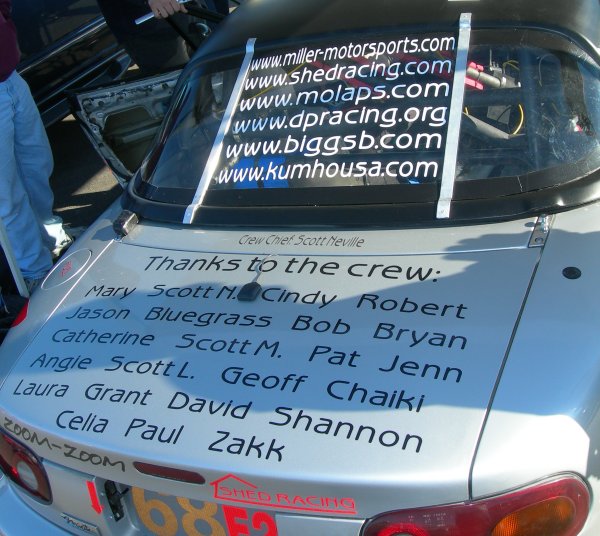 www.miller-motorsports.com
www.shedracing.com
www.molaps.com
www.dpracing.org
www.biggsb.com
www.kumhousa.com
Crew Chief: Scott Neville
Thanks to the crew:
Mary Scott N. Cindy Robert
Jason Bluegrass Bob Bryan
Catherine Scott M. Pat Jenn
Angie Scott L. Geoff Chaiki
Laura Grant David Shannon
Celia Paul Zakk
ZOOM-ZOOM
SHED RACING
68